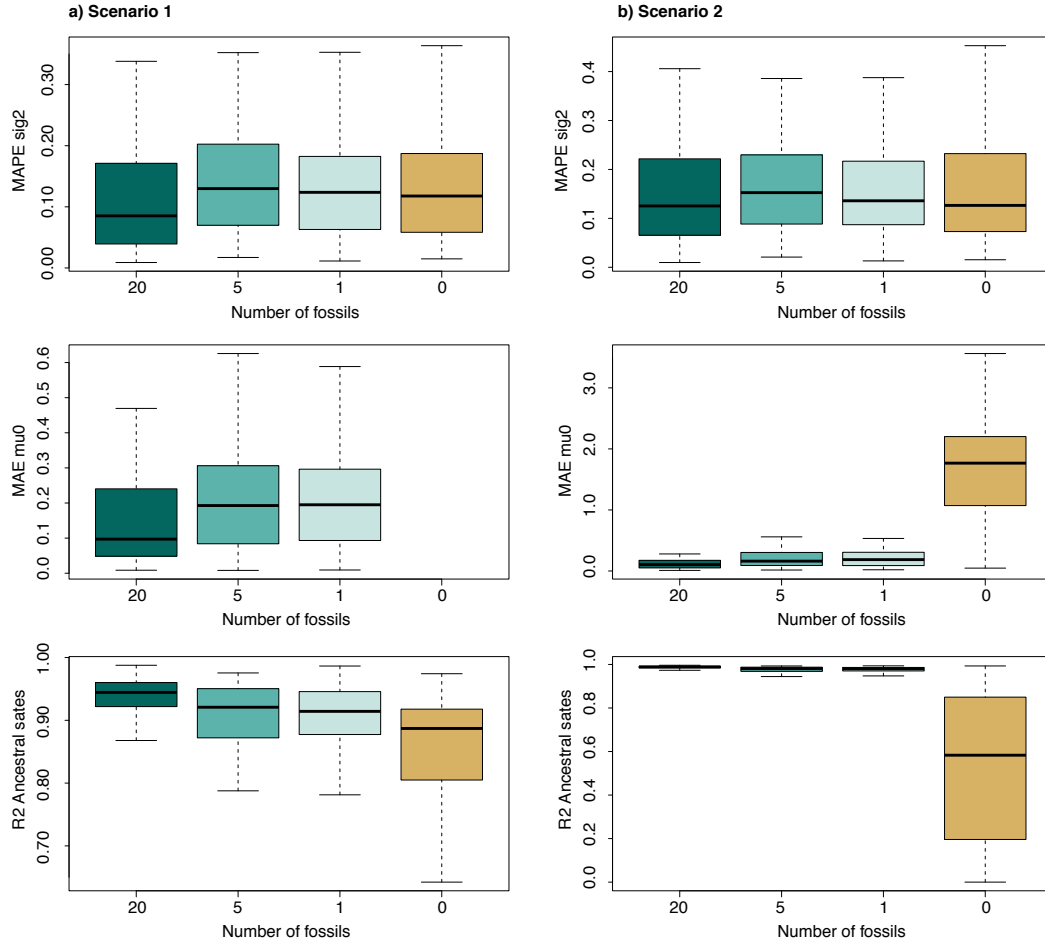 a) Scenario 1
b) Scenario 2
MAPE sig2
0.00 0.10 0.20 0.30
20 5 1 0
Number of fossils
MAPE sig2
0.0 0.1 0.2 0.3 0.4
20 5 1 0
Number of fossils
MAE mu0
0.0 0.1 0.2 0.3 0.4 0.5 0.6
20 5 1 0
Number of fossils
MAE mu0
0.0 1.0 2.0 3.0
20 5 1 0
Number of fossils
R2 Ancestral sates
0.70 0.80 0.90 1.00
20 5 1 0
Number of fossils
R2 Ancestral sates
0.0 0.2 0.4 0.6 0.8 1.0
20 5 1 0
Number of fossils